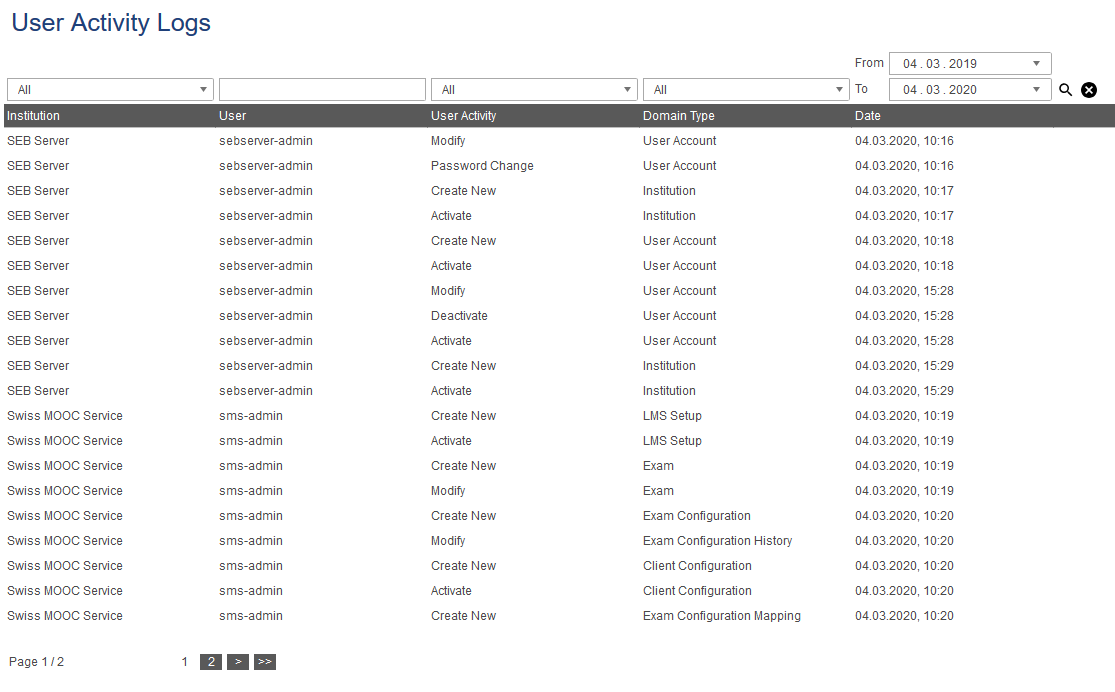 User Activity Logs
From 04 . 03 . 2019
All All All To 04 . 03 . 2020
Institution User User Activity Domain Type Date
SEB Server sebserver-admin Modify User Account 04.03.2020, 10:16
SEB Server sebserver-admin Password Change User Account 04.03.2020, 10:16
SEB Server sebserver-admin Create New Institution 04.03.2020, 10:17
SEB Server sebserver-admin Activate Institution 04.03.2020, 10:17
SEB Server sebserver-admin Create New User Account 04.03.2020, 10:18
SEB Server sebserver-admin Activate User Account 04.03.2020, 10:18
SEB Server sebserver-admin Modify User Account 04.03.2020, 15:28
SEB Server sebserver-admin Deactivate User Account 04.03.2020, 15:28
SEB Server sebserver-admin Activate User Account 04.03.2020, 15:28
SEB Server sebserver-admin Create New Institution 04.03.2020, 15:29
SEB Server sebserver-admin Activate Institution 04.03.2020, 15:29
Swiss MOOC Service sms-admin Create New LMS Setup 04.03.2020, 10:19
Swiss MOOC Service sms-admin Activate LMS Setup 04.03.2020, 10:19
Swiss MOOC Service sms-admin Create New Exam 04.03.2020, 10:19
Swiss MOOC Service sms-admin Modify Exam 04.03.2020, 10:19
Swiss MOOC Service sms-admin Create New Exam Configuration 04.03.2020, 10:20
Swiss MOOC Service sms-admin Modify Exam Configuration History 04.03.2020, 10:20
Swiss MOOC Service sms-admin Create New Client Configuration 04.03.2020, 10:20
Swiss MOOC Service sms-admin Activate Client Configuration 04.03.2020, 10:20
Swiss MOOC Service sms-admin Create New Exam Configuration Mapping 04.03.2020, 10:20
Page 1 / 2 1 2 > >>